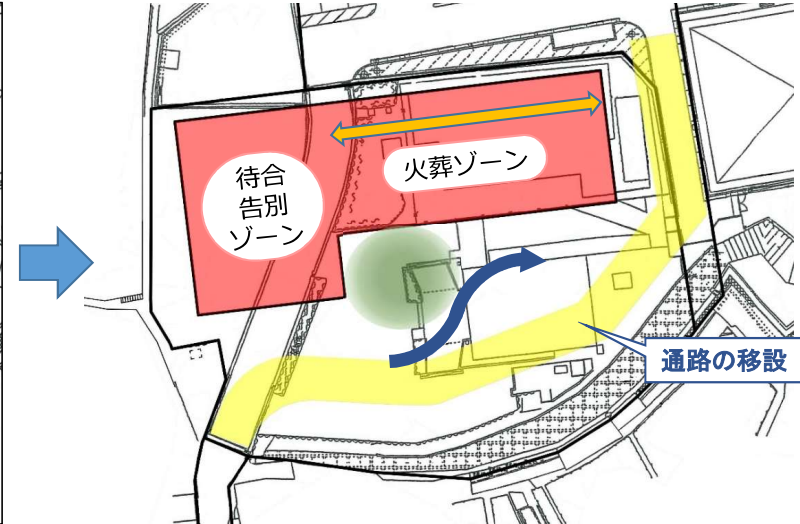 待合
告別
ゾーン
火葬ゾーン
通路の移設